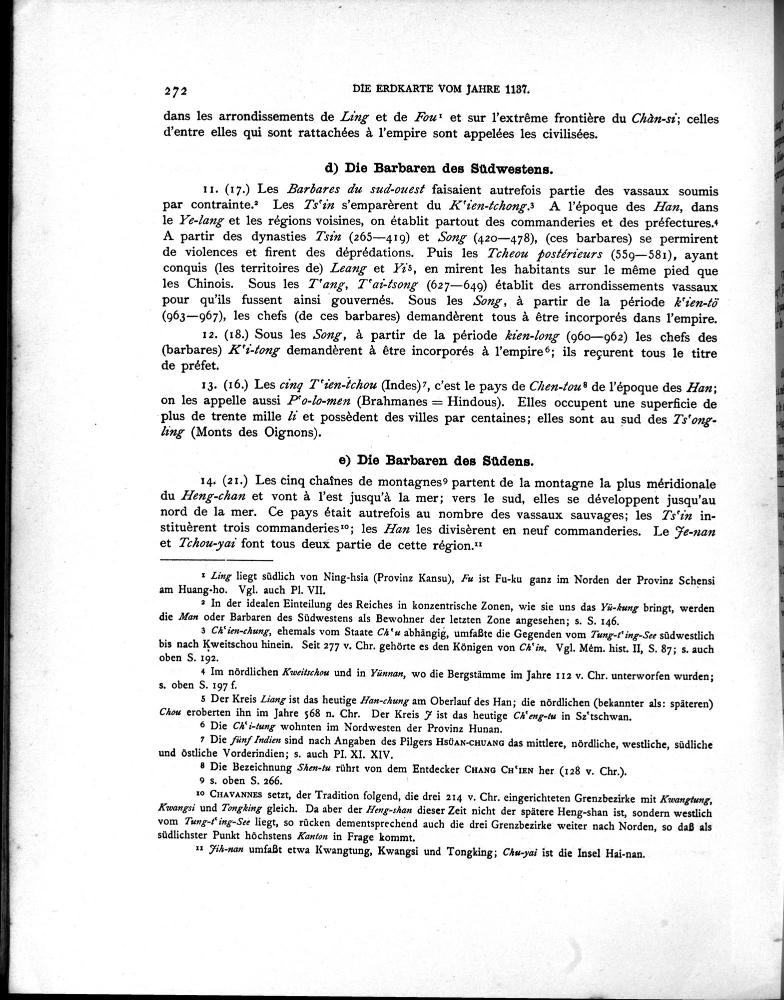 272 DIE ERDKARTE VOM JAHRE 1137.
dans les arrondissements de Ling et de Fou¹ et sur l'extrême frontière du Chàn-si; celles
d'entre elles qui sont rattachées à l'empire sont appelées les civilisées.
d) Die Barbaren des Südwestens.
11. (17.) Les Barbares du sud-ouest faisaient autrefois partie des vassaux soumis
par contrainte.² Les Ts'in s'emparèrent du K'ien-tchong.³ A l'époque des Han, dans
le Ye-lang et les régions voisines, on établit partout des commanderies et des préfectures.⁴
A partir des dynasties Tsin (265—419) et Song (420—478), (ces barbares) se permirent
de violences et firent des déprédations. Puis les Tcheou postérieurs (559—581), ayant
conquis (les territoires de) Leang et Yi⁵, en mirent les habitants sur le même pied que
les Chinois. Sous les T'ang, T'ai-tsong (627—649) établit des arrondissements vassaux
pour qu'ils fussent ainsi gouvernés. Sous les Song, à partir de la période k'ien-tö
(963—967), les chefs (de ces barbares) demandèrent tous à être incorporés dans l'empire.
12. (18.) Sous les Song, à partir de la période kien-long (960—962) les chefs des
(barbares) K'i-tong demandèrent à être incorporés à l'empire⁶; ils reçurent tous le titre
de préfet.
13. (16.) Les cinq T'ien-tchou (Indes)⁷, c'est le pays de Chen-tou⁸ de l'époque des Han;
on les appelle aussi P'o-lo-men (Brahmanes = Hindous). Elles occupent une superficie de
plus de trente mille li et possèdent des villes par centaines; elles sont au sud des Ts'ong-
ling (Monts des Oignons).
e) Die Barbaren des Südens.
14. (21.) Les cinq chaînes de montagnes⁹ partent de la montagne la plus méridionale
du Heng-chan et vont à l'est jusqu'à la mer; vers le sud, elles se développent jusqu'au
nord de la mer. Ce pays était autrefois au nombre des vassaux sauvages; les Ts'in in-
stituèrent trois commanderies¹⁰; les Han les divisèrent en neuf commanderies. Le Je-nan
et Tchou-yai font tous deux partie de cette région.¹¹
¹ Ling liegt südlich von Ning-hsia (Provinz Kansu), Fu ist Fu-ku ganz im Norden der Provinz Schensi
am Huang-ho. Vgl. auch Pl. VII.
² In der idealen Einteilung des Reiches in konzentrische Zonen, wie sie uns das Yü-kung bringt, werden
die Man oder Barbaren des Südwestens als Bewohner der letzten Zone angesehen; s. S. 146.
³ Ch'ien-chung, ehemals vom Staate Ch'u abhängig, umfaßte die Gegenden vom Tung-t'ing-See südwestlich
bis nach Kweitschou hinein. Seit 277 v. Chr. gehörte es den Königen von Ch'in. Vgl. Mém. hist. II, S. 87; s. auch
oben S. 192.
⁴ Im nördlichen Kweitschou und in Yünnan, wo die Bergstämme im Jahre 112 v. Chr. unterworfen wurden;
s. oben S. 197 f.
⁵ Der Kreis Liang ist das heutige Han-chung am Oberlauf des Han; die nördlichen (bekannter als: späteren)
Chou eroberten ihn im Jahre 568 n. Chr. Der Kreis J ist das heutige Ch'eng-tu in Sz'tschwan.
⁶ Die Ch'i-tung wohnten im Nordwesten der Provinz Hunan.
⁷ Die fünf Indien sind nach Angaben des Pilgers HSÜAN-CHUANG das mittlere, nördliche, westliche, südliche
und östliche Vorderindien; s. auch PI. XI. XIV.
⁸ Die Bezeichnung Shen-tu rührt von dem Entdecker CHANG CH'IEN her (128 v. Chr.).
⁹ s. oben S. 266.
¹⁰ CHAVANNES setzt, der Tradition folgend, die drei 214 v. Chr. eingerichteten Grenzbezirke mit Kwangtung,
Kwangsi und Tongking gleich. Da aber der Heng-shan dieser Zeit nicht der spätere Heng-shan ist, sondern westlich
vom Tung-t'ing-See liegt, so rücken dementsprechend auch die drei Grenzbezirke weiter nach Norden, so daß als
südlichster Punkt höchstens Kanton in Frage kommt.
¹¹ Jih-nan umfaßt etwa Kwangtung, Kwangsi und Tongking; Chu-yai ist die Insel Hai-nan.